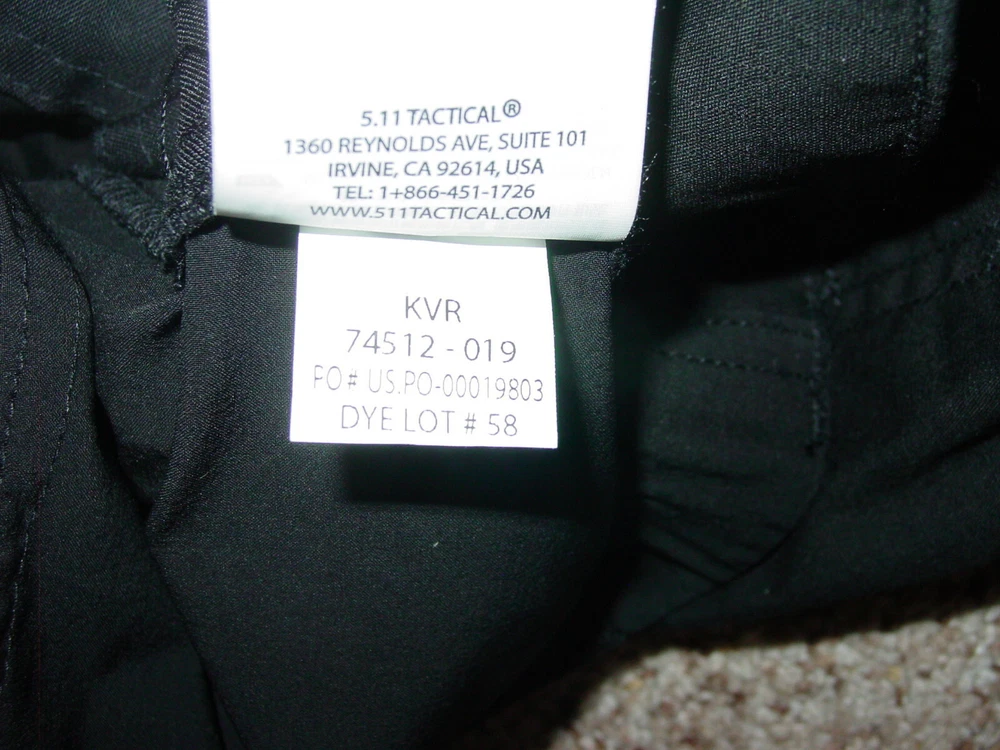 5.11 TACTICAL®
1360 REYNOLDS AVE, SUITE 101
IRVINE, CA 92614, USA
TEL: 1+866-451-1726
WWW.511TACTICAL.COM
KVR
74512 - 019
PO# US.PO-00019803
DYE LOT # 58